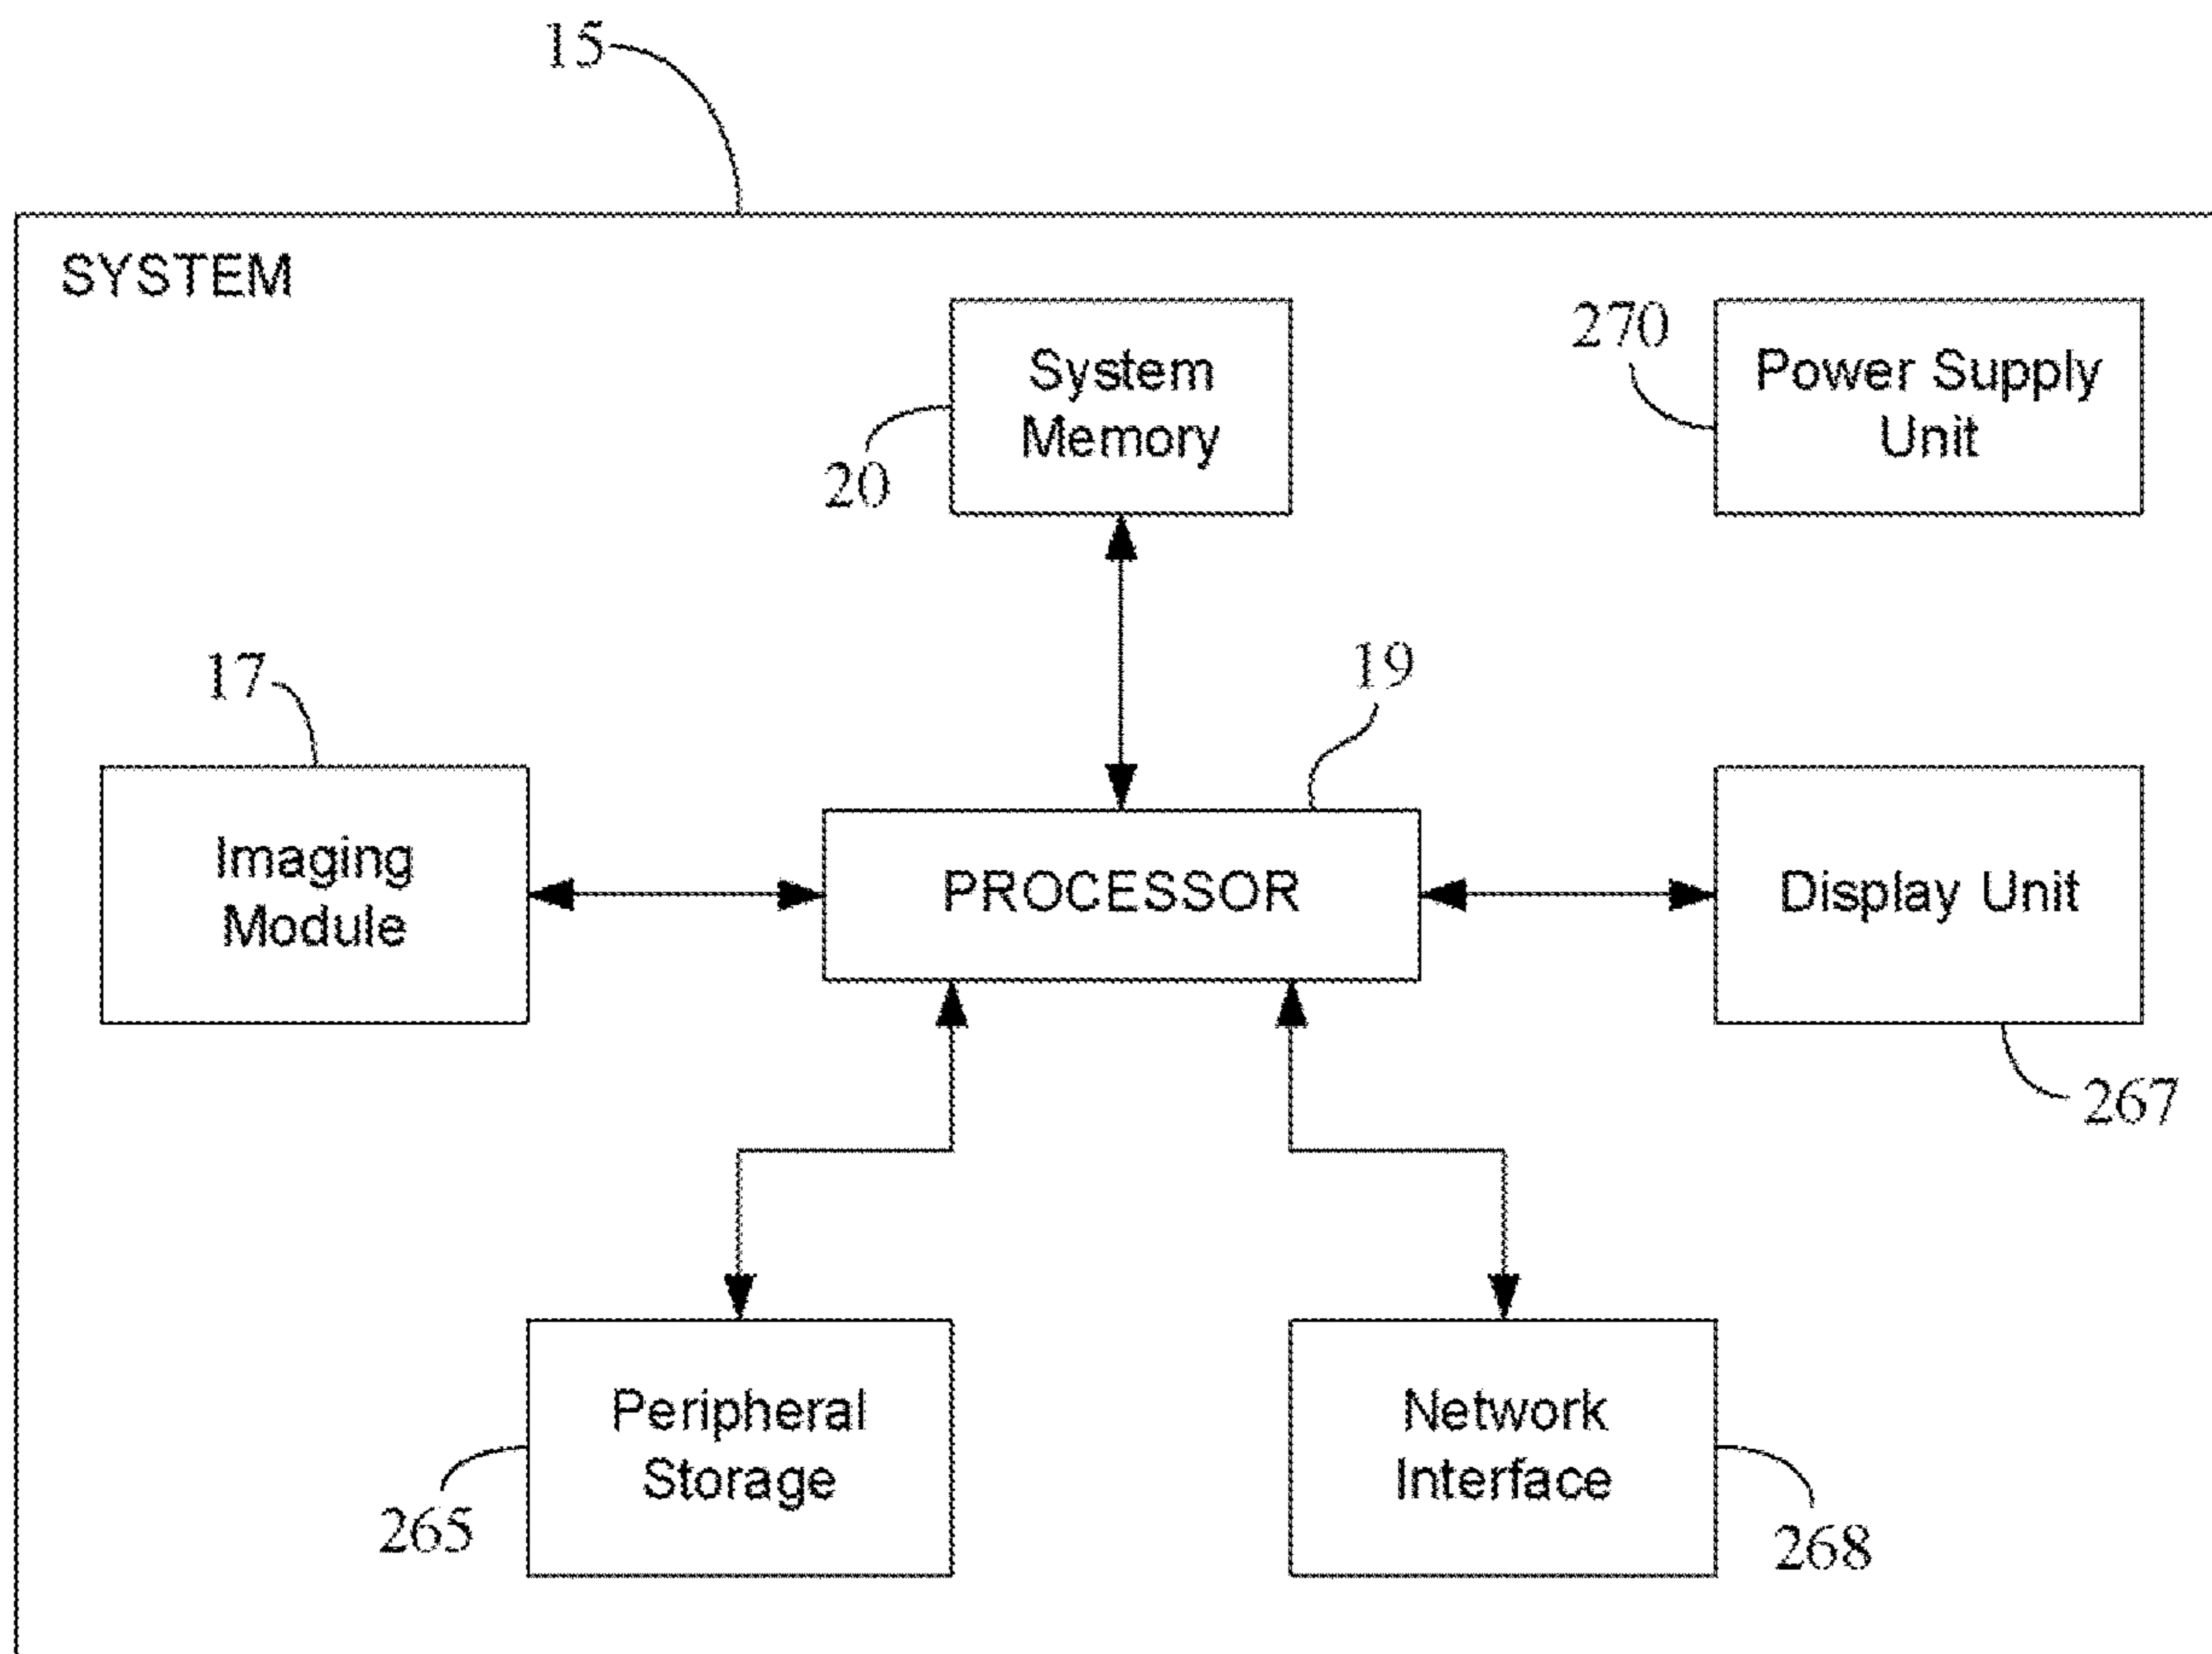 15
SYSTEM
System
Memory
20
270
Power Supply
Unit
17
Imaging
Module
19
PROCESSOR
Display Unit
267
Peripheral
Storage
265
Network
Interface
268